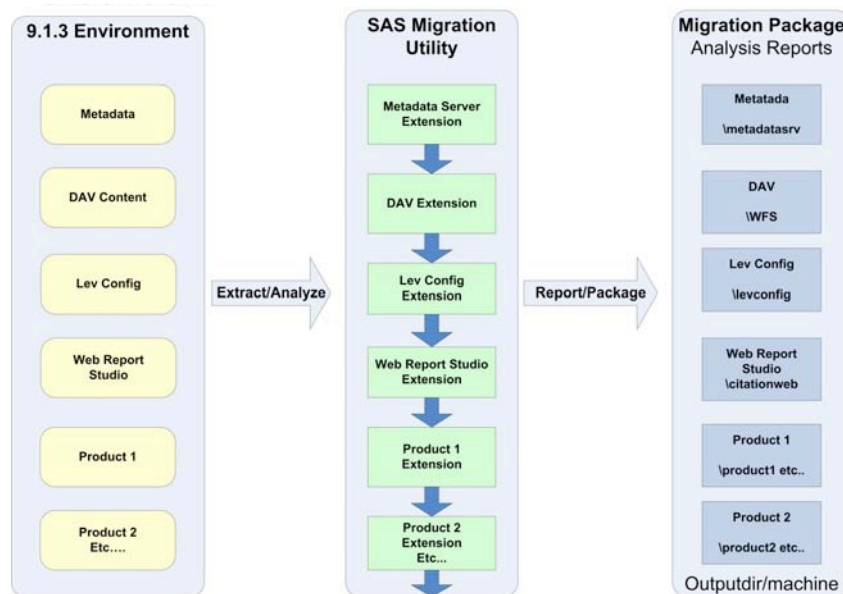 9.1.3 Environment
Metadata
DAV Content
Lev Config
Web Report
Studio
Product 1
Product 2
Etc....
Extract/Analyze
SAS Migration
Utility
Metadata Server
Extension
DAV Extension
Lev Config
Extension
Web Report Studio
Extension
Product 1
Extension
Product 2
Extension
Etc...
Report/Package
Migration Package
Analysis Reports
Metatada
\metadatasrv
DAV
\WFS
Lev Config
\levconfig
Web Report
Studio
\citationweb
Product 1
\product1 etc..
Product 2
\product2 etc..
Outputdir/machine